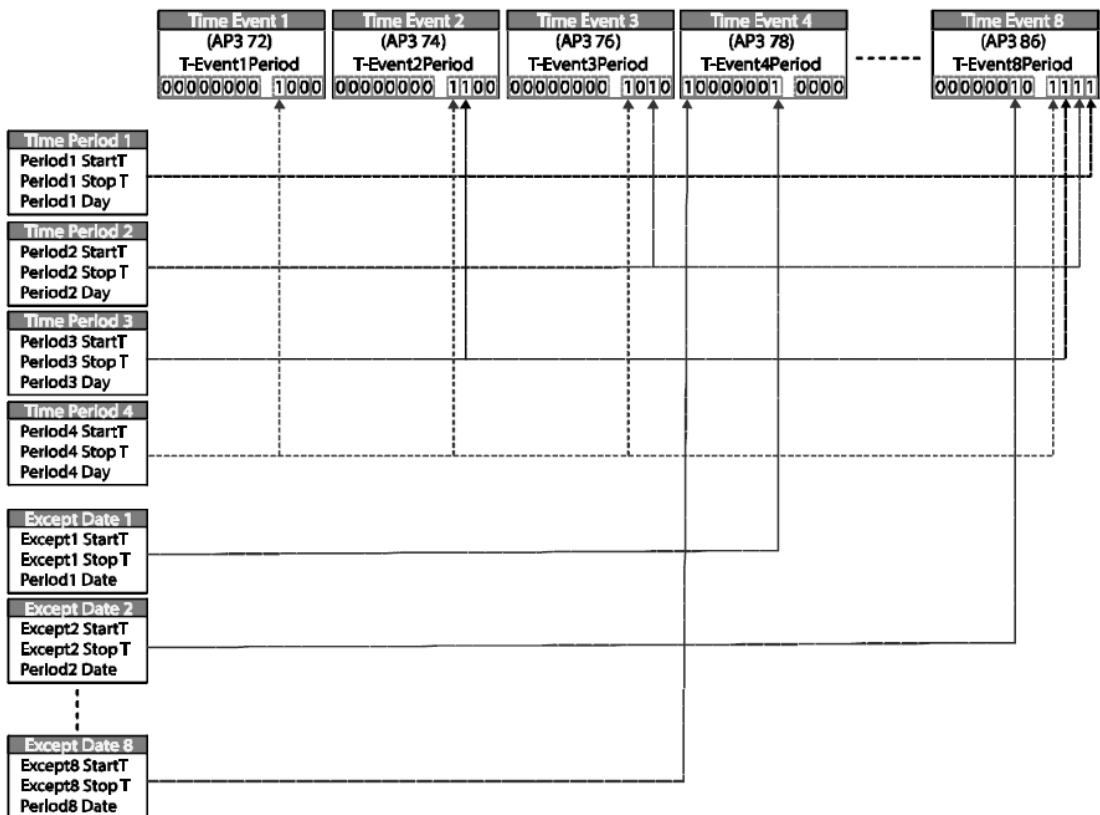 Time Event 1
(AP3 72)
T-Event1Period
00000000 1000
Time Event 2
(AP3 74)
T-Event2Period
00000000 1100
Time Event 3
(AP3 76)
T-Event3Period
00000000 1010
Time Event 4
(AP3 78)
T-Event4Period
10000001 0000
Time Event 8
(AP3 86)
T-Event8Period
00000010 1111
Time Period 1
Period1 StartT
Period1 Stop T
Period1 Day
Time Period 2
Period2 StartT
Period2 Stop T
Period2 Day
Time Period 3
Period3 StartT
Period3 Stop T
Period3 Day
Time Period 4
Period4 StartT
Period4 Stop T
Period4 Day
Except Date 1
Except1 StartT
Except1 Stop T
Period1 Date
Except Date 2
Except2 StartT
Except2 Stop T
Period2 Date
Except Date 8
Except8 StartT
Except8 Stop T
Period8 Date